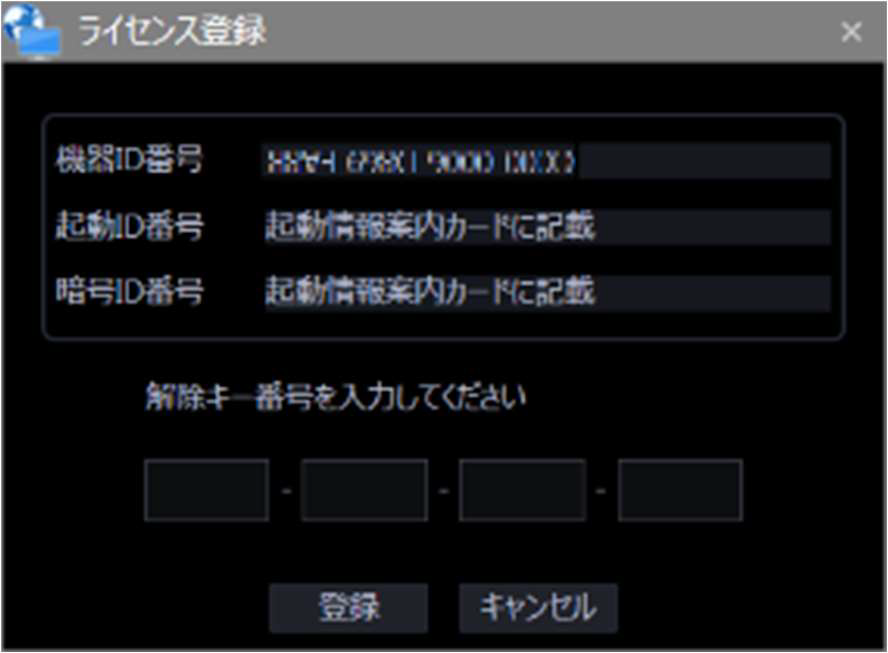 ライセンス登録
機器ID番号
起動ID番号 起動情報案内カードに記載
暗号ID番号 起動情報案内カードに記載
解除キー番号を入力してください
- - -
登録 キャンセル